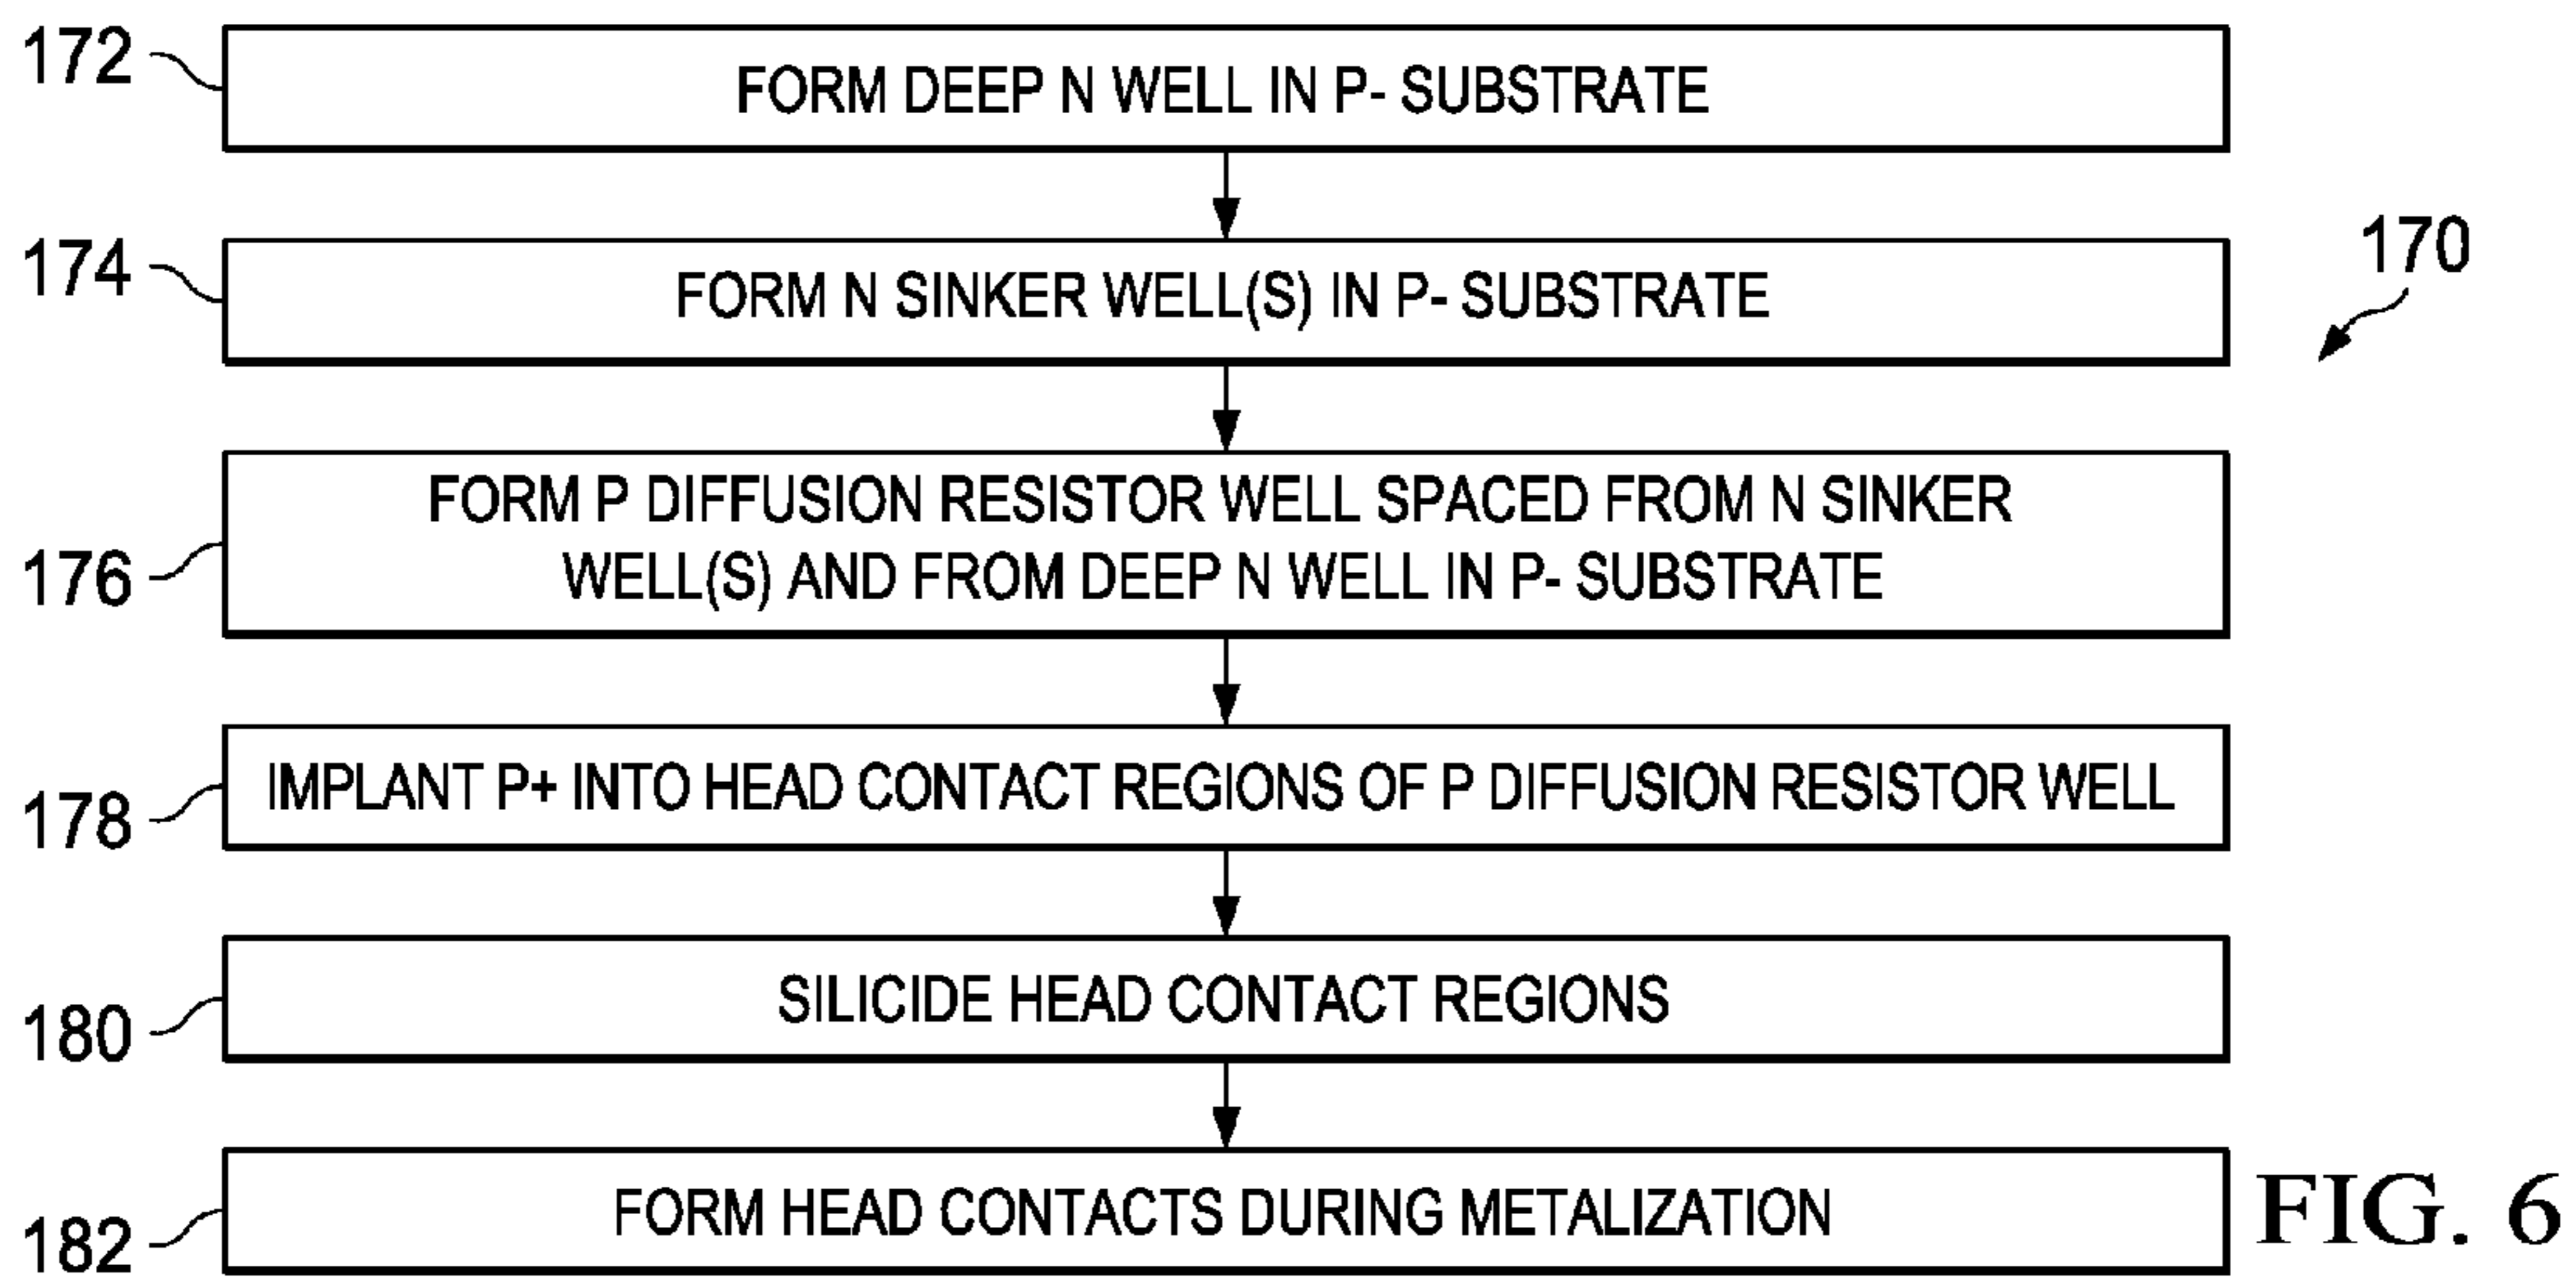 172
FORM DEEP N WELL IN P- SUBSTRATE
174
FORM N SINKER WELL(S) IN P- SUBSTRATE
170
176
FORM P DIFFUSION RESISTOR WELL SPACED FROM N SINKER
WELL(S) AND FROM DEEP N WELL IN P- SUBSTRATE
178
IMPLANT P+ INTO HEAD CONTACT REGIONS OF P DIFFUSION RESISTOR WELL
180
SILICIDE HEAD CONTACT REGIONS
182
FORM HEAD CONTACTS DURING METALIZATION
FIG. 6